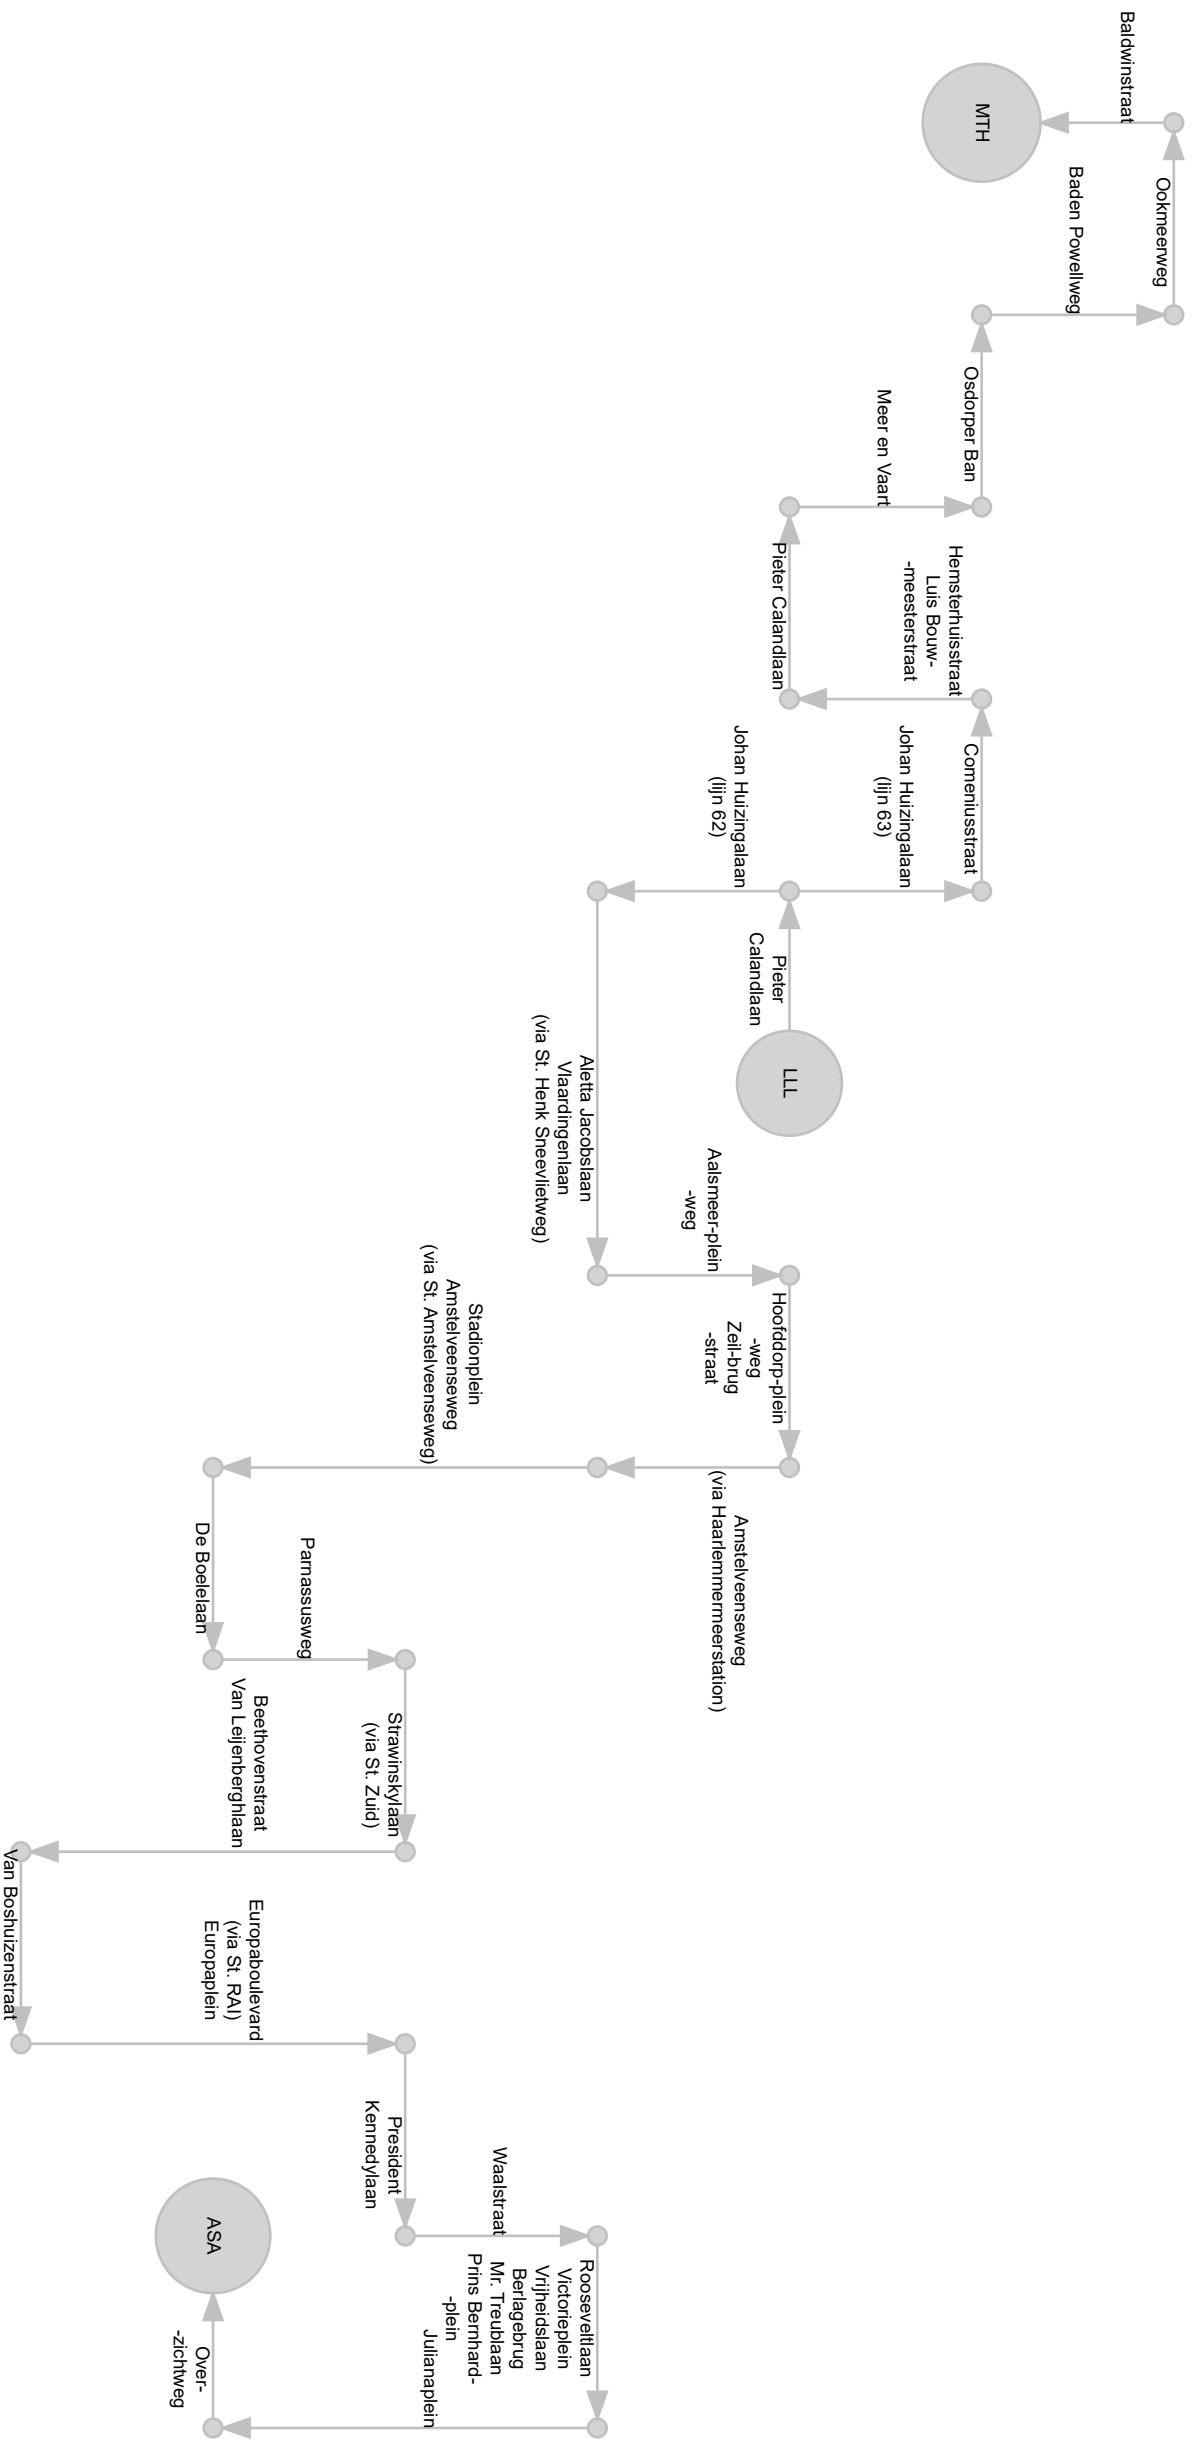 Baldwinstraat
MTH
Ookmeerweg
Baden Powellweg
Osdorper Ban
Meer en Vaart
Pieter Calandlaan
Hemsterhuisstraat
Luis Bouw-
-meesterstraat
Comeniusstraat
Johan Huizingalaan
(lijn 63)
Johan Huizingalaan
(lijn 62)
Pieter
Calandlaan
LLL
Aletta Jacobslaan
Vlaardingenlaan
(via St. Henk Sneevlietweg)
Aalsmeer-plein
-weg
Hoofddorp-plein
-weg
Zeil-brug
-straat
Amstelveenseweg
(via Haarlemmermeerstation)
Stadionplein
Amstelveenseweg
(via St. Amstelveenseweg)
De Boelelaan
Parnassusweg
Strawinskylaan
(via St. Zuid)
Beethovenstraat
Van Leijenberghlaan
Van Boshuizenstraat
Europaboulevard
(via St. RAI)
Europaplein
President
Kennedylaan
Waalstraat
Rooseveltlaan
Victorieplein
Vrijheidslaan
Berlagebrug
Mr. Treublaan
Prins Bernhard-
-plein
Julianaplein
Over-
-zichtweg
ASA